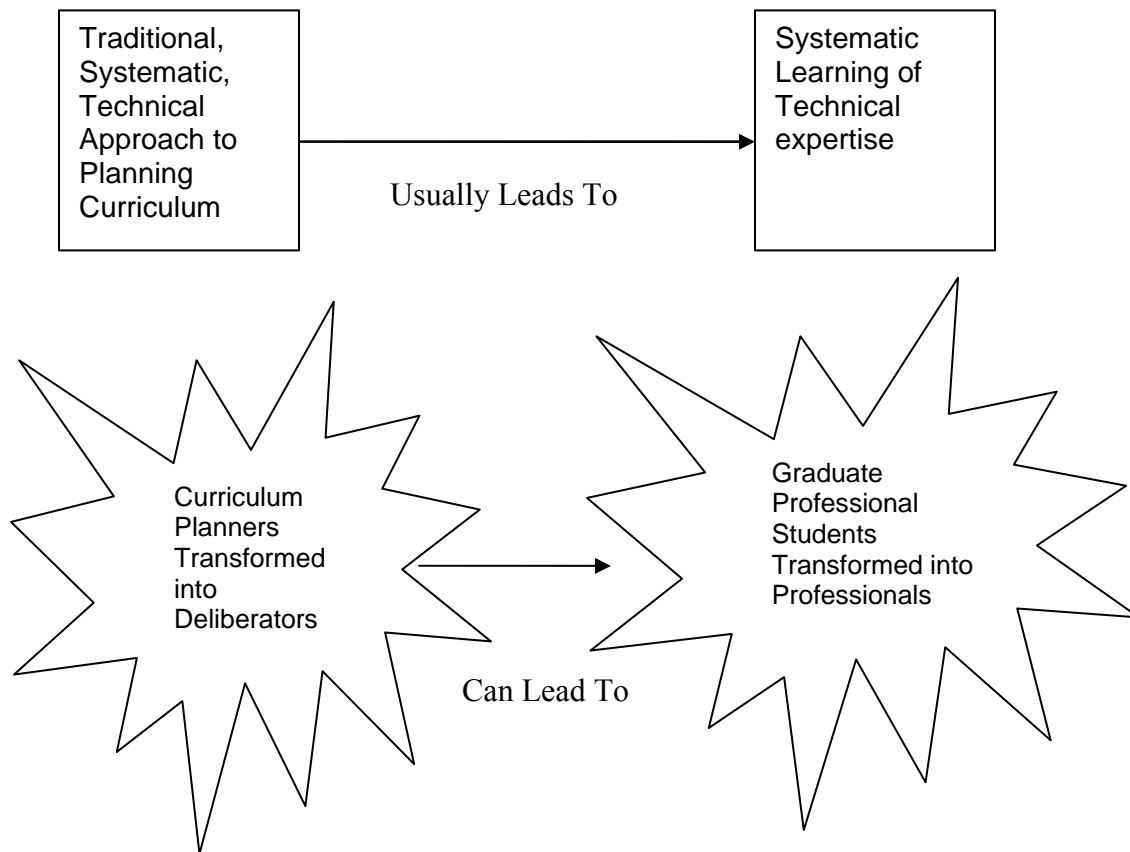 Traditional,
Systematic,
Technical
Approach to
Planning
Curriculum
Usually Leads To
Systematic
Learning of
Technical
expertise
Curriculum
Planners
Transformed
into
Deliberators
Can Lead To
Graduate
Professional
Students
Transformed into
Professionals